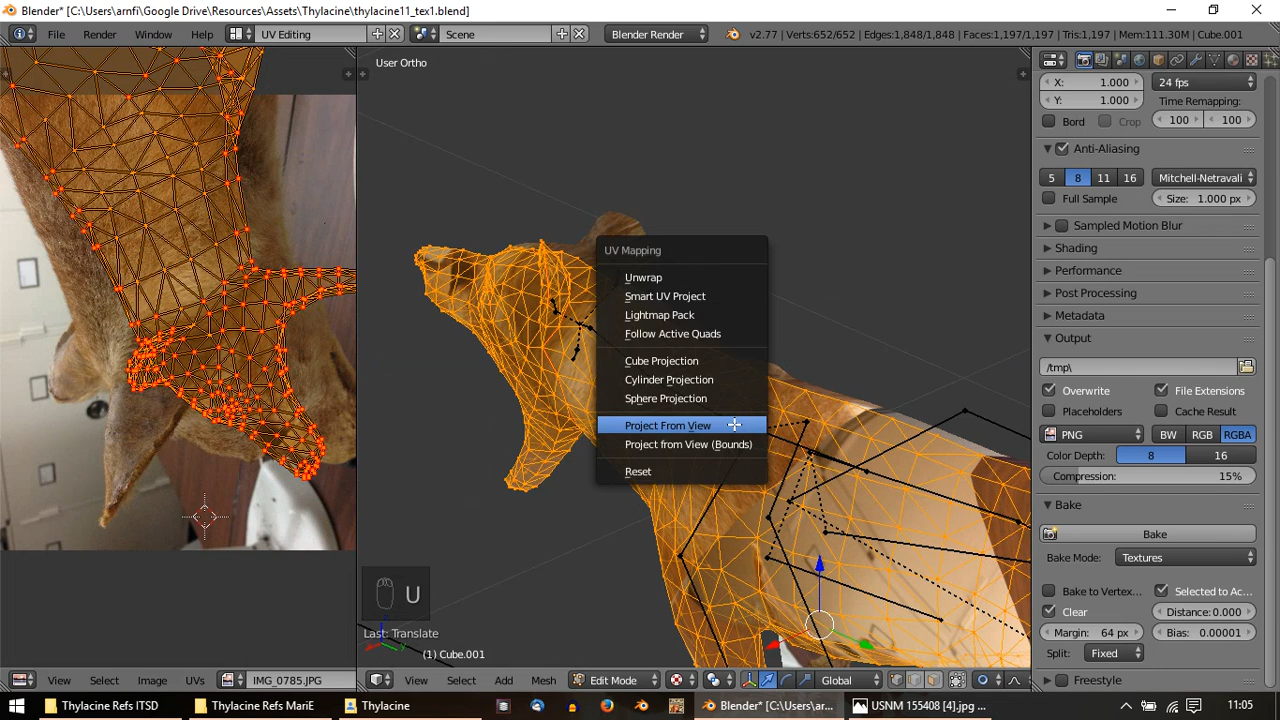 Blender* [C:\Users\arnfi\Google Drive\Resources\Assets\Thylacine\thylacine11_tex1.blend]
File Render Window Help UV Editing Scene Blender Render v2.77 | Verts:652/652 | Edges:1,848/1,848 | Faces:1,197/1,197 | Tris:1,197 | Mem:111.30M | Cube.001
User Ortho
X: 1.000 24 fps
Y: 1.000 Time Remapping:
Bord Crop 100 100
Anti-Aliasing
5 8 11 16 Mitchell-Netravali
Full Sample Size: 1.000 px
Sampled Motion Blur
Shading
Performance
Post Processing
Metadata
Output
/tmp\
Overwrite File Extensions
Placeholders Cache Result
PNG BW RGB RGBA
Color Depth: 8 16
Compression: 15%
Bake
Bake
Bake Mode: Textures
Bake to Vertex... Selected to Ac...
Clear Distance: 0.000
Margin: 64 px Bias: 0.00001
Split: Fixed
Freestyle
UV Mapping
Unwrap
Smart UV Project
Lightmap Pack
Follow Active Quads
Cube Projection
Cylinder Projection
Sphere Projection
Project From View
Project from View (Bounds)
Reset
U
Last: Translate
(1) Cube.001
View Select Image UVs IMG_0785.JPG View Select Add Mesh Edit Mode Global
Thylacine Refs ITSD Thylacine Refs MariE Thylacine Blender* [C:\Users\ar... USNM 155408 [4].jpg ... 11:05